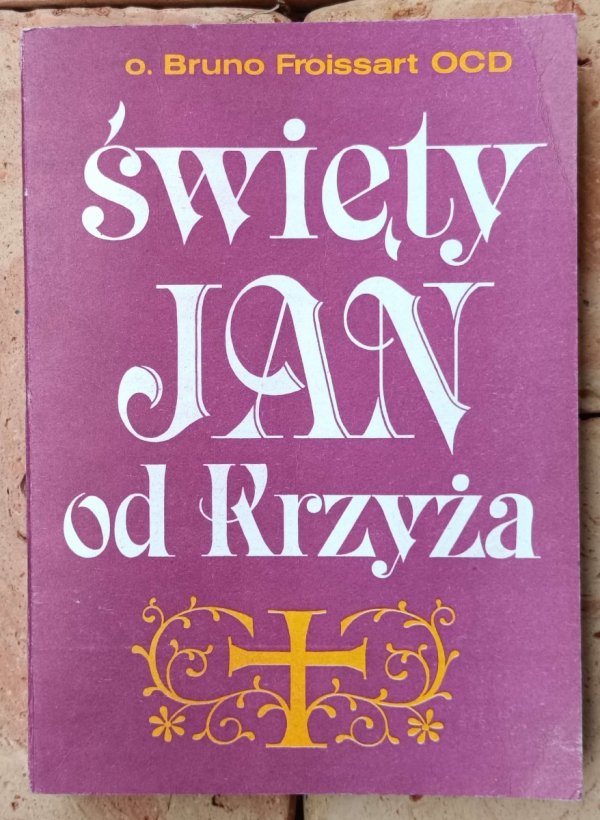 o. Bruno Froissart OCD
święty
JAN
od Krzyża